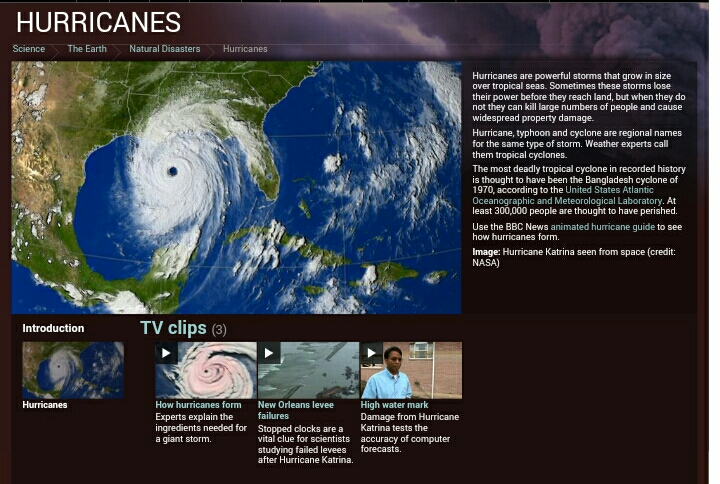 HURRICANES
Science The Earth Natural Disasters Hurricanes
Hurricanes are powerful storms that grow in size
over tropical seas. Sometimes these storms lose
their power before they reach land, but when they do
not they can kill large numbers of people and cause
widespread property damage.
Hurricane, typhoon and cyclone are regional names
for the same type of storm. Weather experts call
them tropical cyclones.
The most deadly tropical cyclone in recorded history
is thought to have been the Bangladesh cyclone of
1970, according to the United States Atlantic
Oceanographic and Meteorological Laboratory. At
least 300,000 people are thought to have perished.
Use the BBC News animated hurricane guide to see
how hurricanes form.
Image: Hurricane Katrina seen from space (credit:
NASA)
Introduction
Hurricanes
TV clips (3)
How hurricanes form
Experts explain the
ingredients needed for
a giant storm.
New Orleans levee
failures
Stopped clocks are a
vital clue for scientists
studying failed levees
after Hurricane Katrina.
High water mark
Damage from Hurricane
Katrina tests the
accuracy of computer
forecasts.